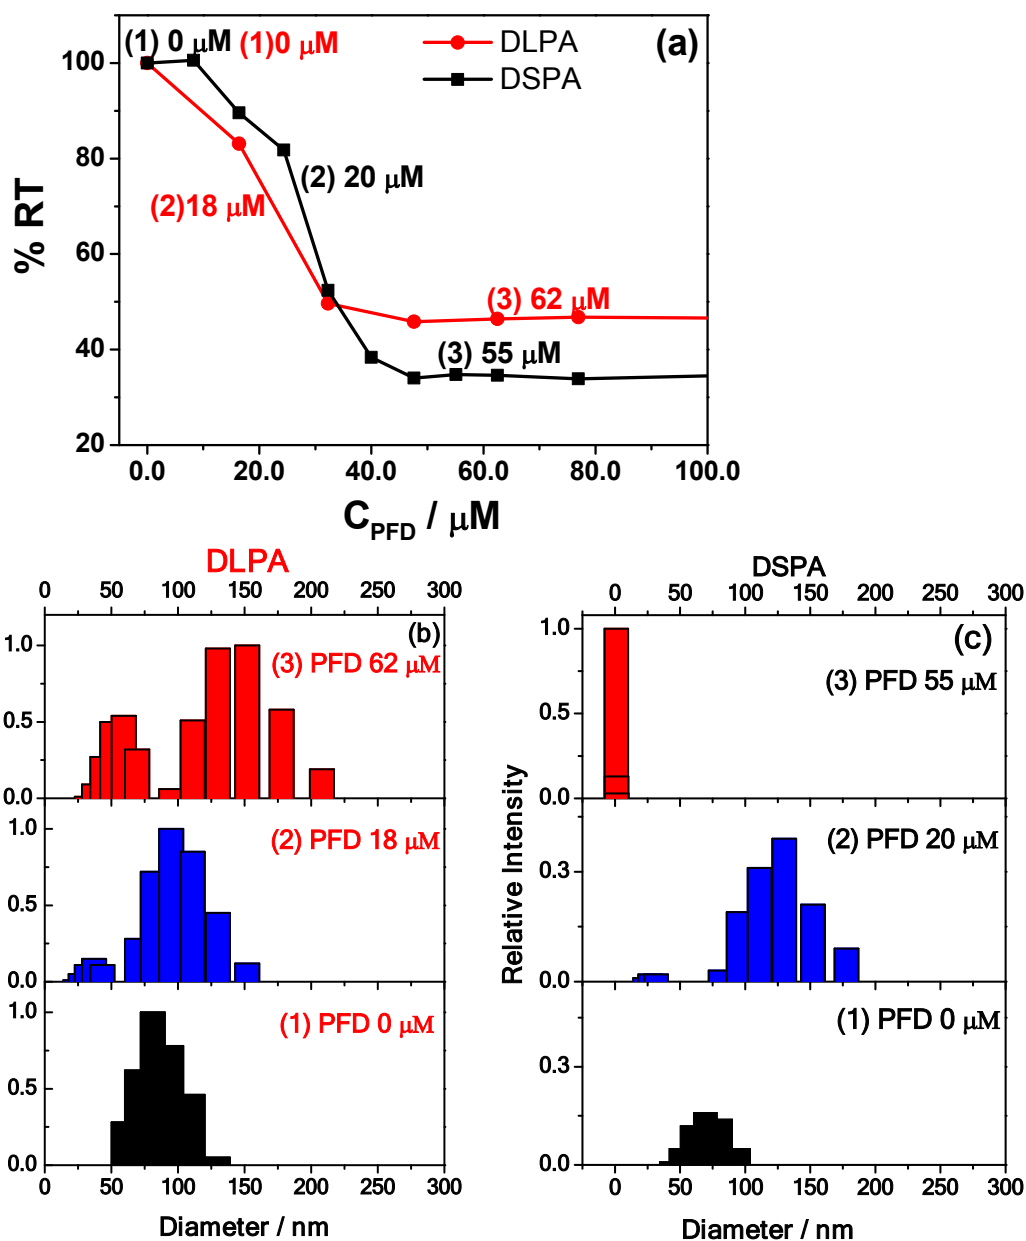 (1) 0 μM
(1)0 μM
DLPA
DSPA
(a)
100
80
60
40
20
% RT
(2)18 μM
(2) 20 μM
(3) 62 μM
(3) 55 μM
0.0 20.0 40.0 60.0 80.0 100.0
C_PFD / μM
DLPA
0 50 100 150 200 250 300
(b)
(3) PFD 62 μM
1.0
0.5
0.0
(2) PFD 18 μM
1.0
0.5
0.0
(1) PFD 0 μM
1.0
0.5
0.0
0 50 100 150 200 250 300
Diameter / nm
DSPA
0 50 100 150 200 250 300
(c)
(3) PFD 55 μM
1.0
0.5
0.0
Relative Intensity
(2) PFD 20 μM
0.3
0.0
(1) PFD 0 μM
0.3
0.0
0 50 100 150 200 250 300
Diameter / nm